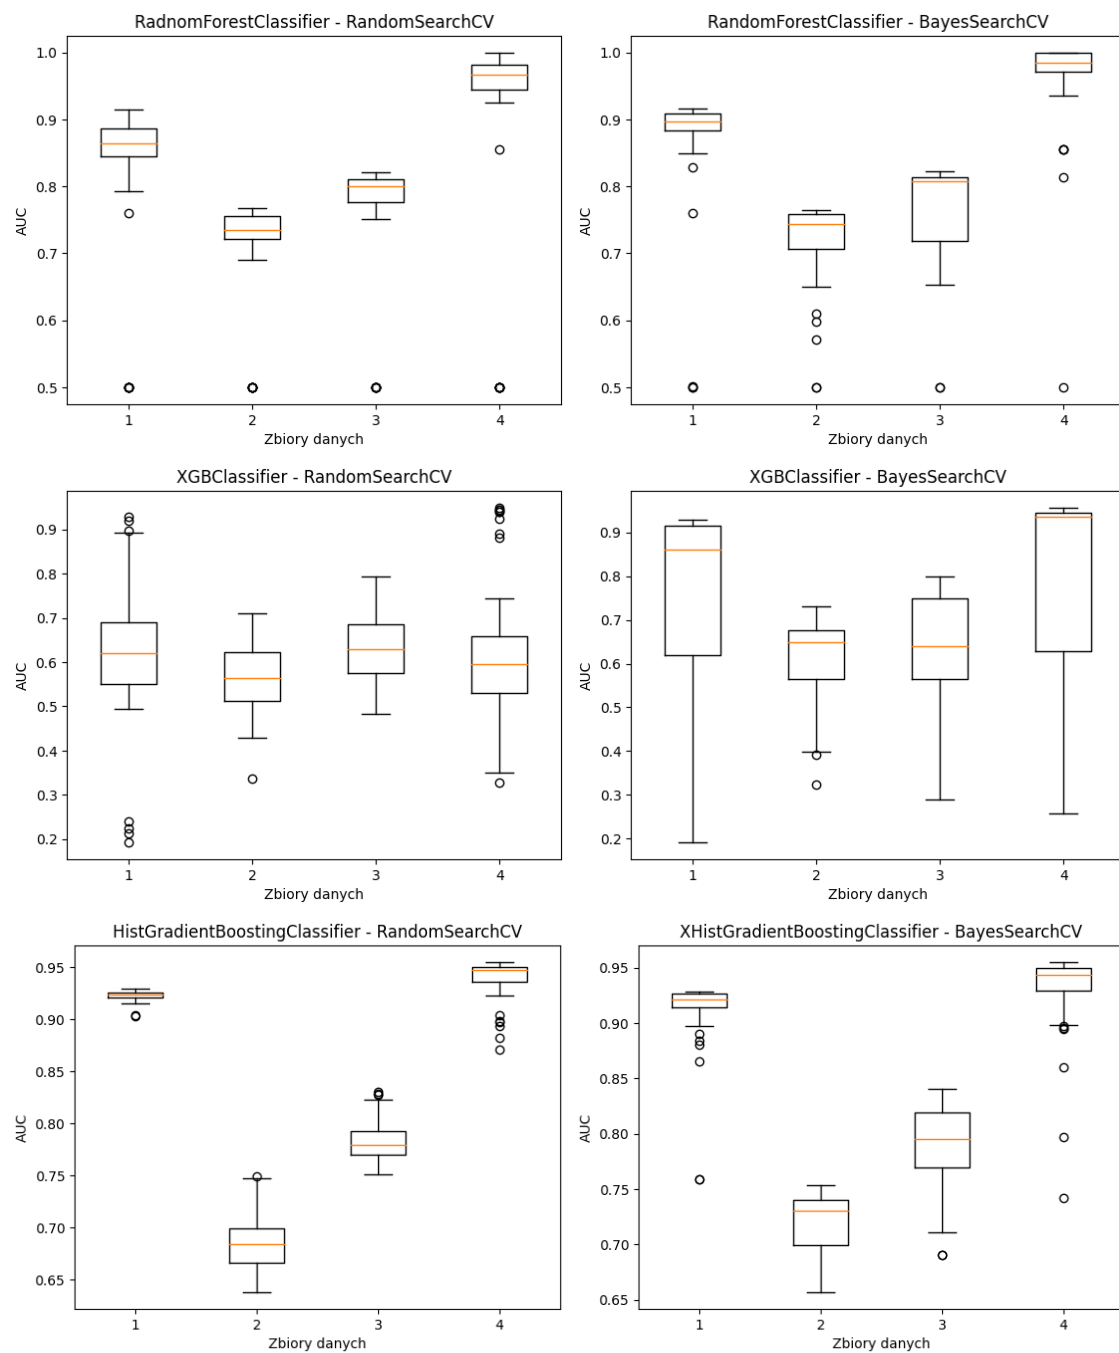 RadnomForestClassifier - RandomSearchCV
1.0
0.9
0.8
0.7
0.6
0.5
AUC
1 2 3 4
Zbiory danych
RandomForestClassifier - BayesSearchCV
1.0
0.9
0.8
0.7
0.6
0.5
AUC
1 2 3 4
Zbiory danych
XGBClassifier - RandomSearchCV
0.9
0.8
0.7
0.6
0.5
0.4
0.3
0.2
AUC
1 2 3 4
Zbiory danych
XGBClassifier - BayesSearchCV
0.9
0.8
0.7
0.6
0.5
0.4
0.3
0.2
AUC
1 2 3 4
Zbiory danych
HistGradientBoostingClassifier - RandomSearchCV
0.95
0.90
0.85
0.80
0.75
0.70
0.65
AUC
1 2 3 4
Zbiory danych
XHistGradientBoostingClassifier - BayesSearchCV
0.95
0.90
0.85
0.80
0.75
0.70
0.65
AUC
1 2 3 4
Zbiory danych